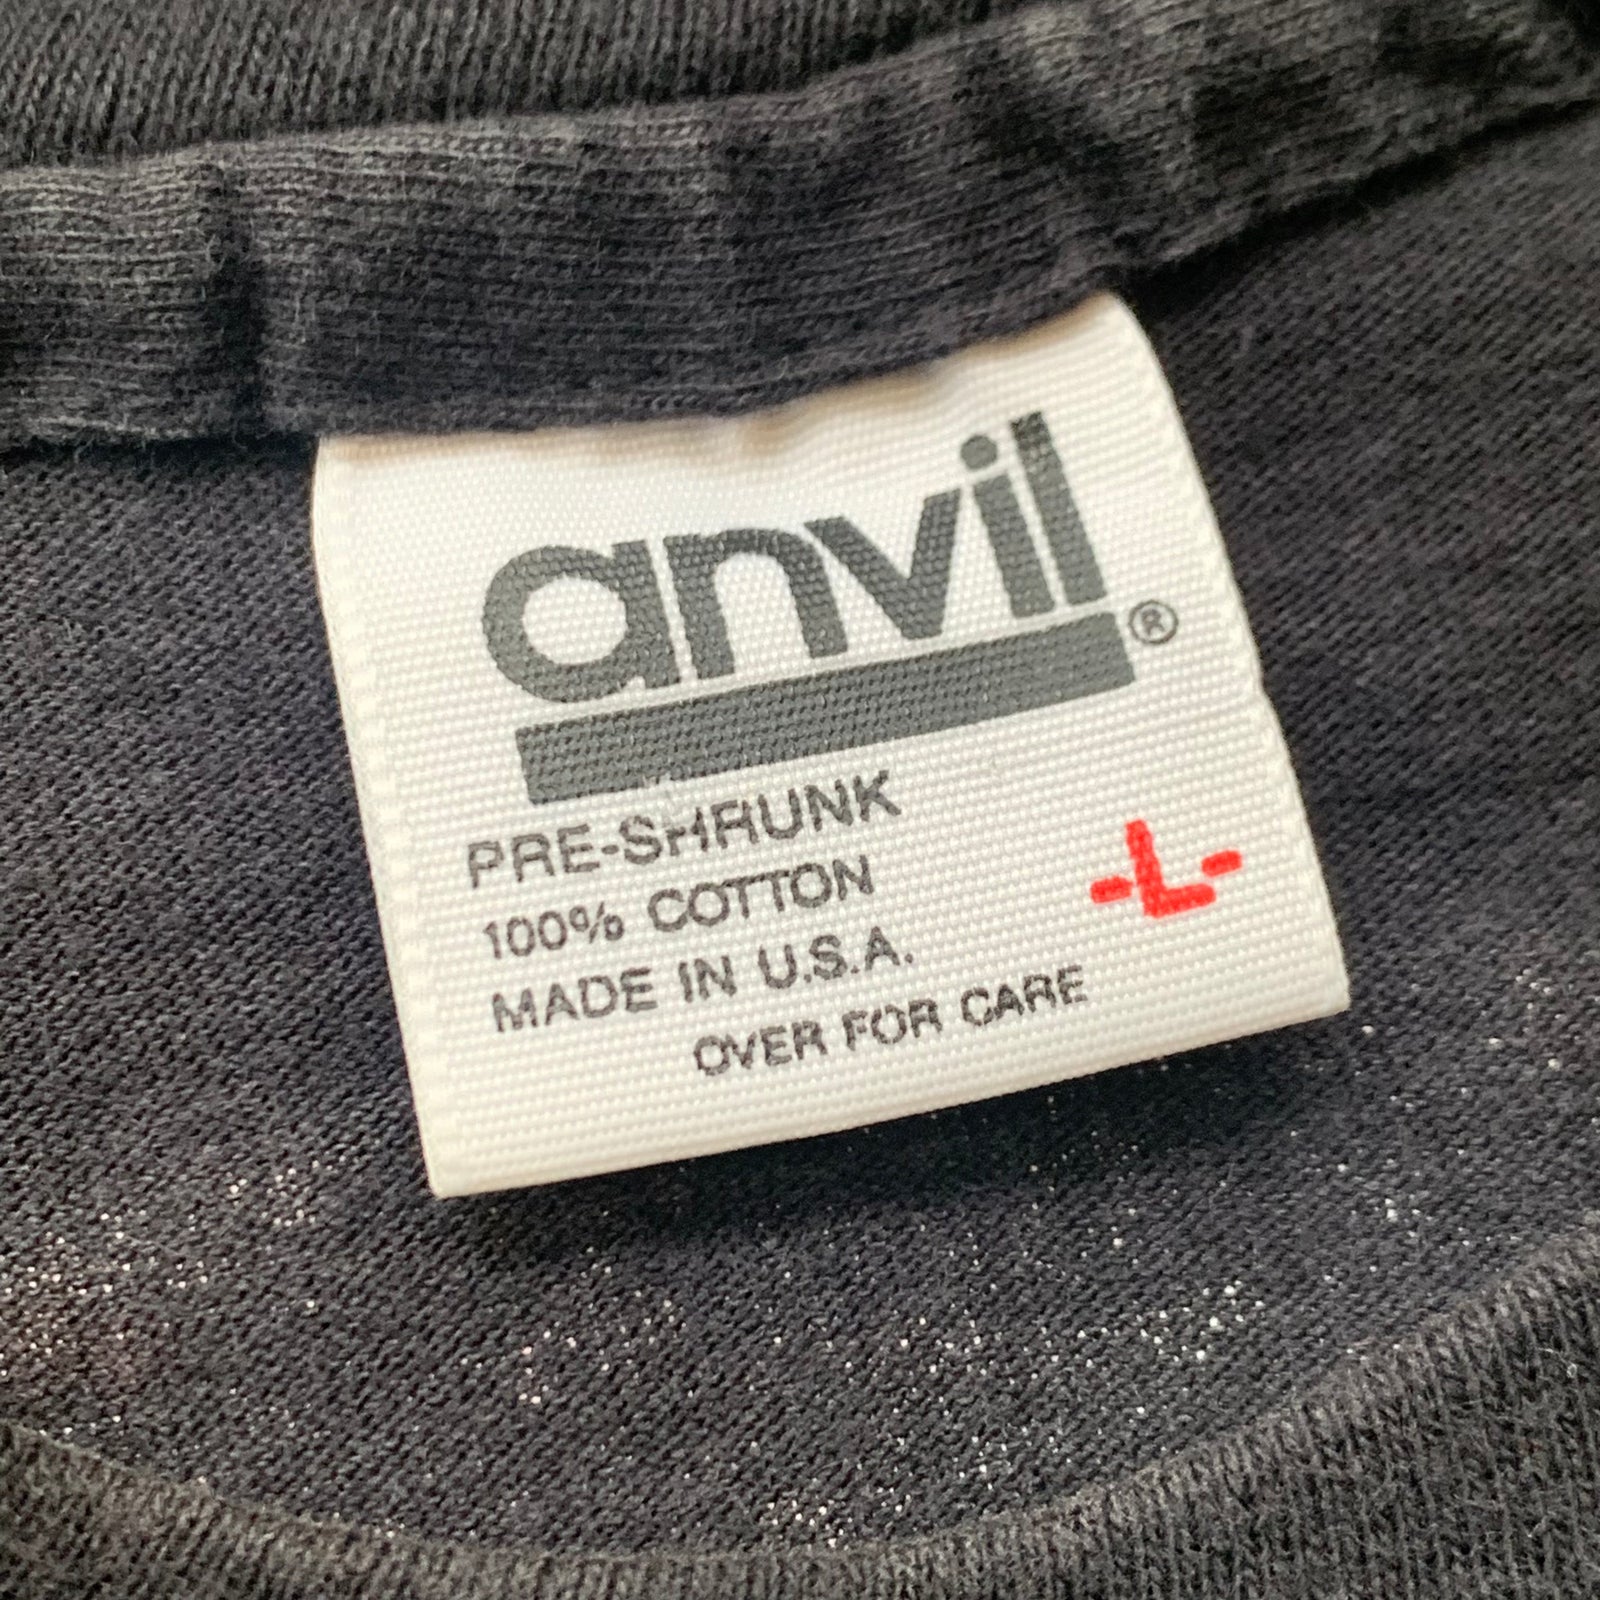 anvil®
PRE-SHRUNK
100% COTTON
MADE IN U.S.A.
-L-
OVER FOR CARE